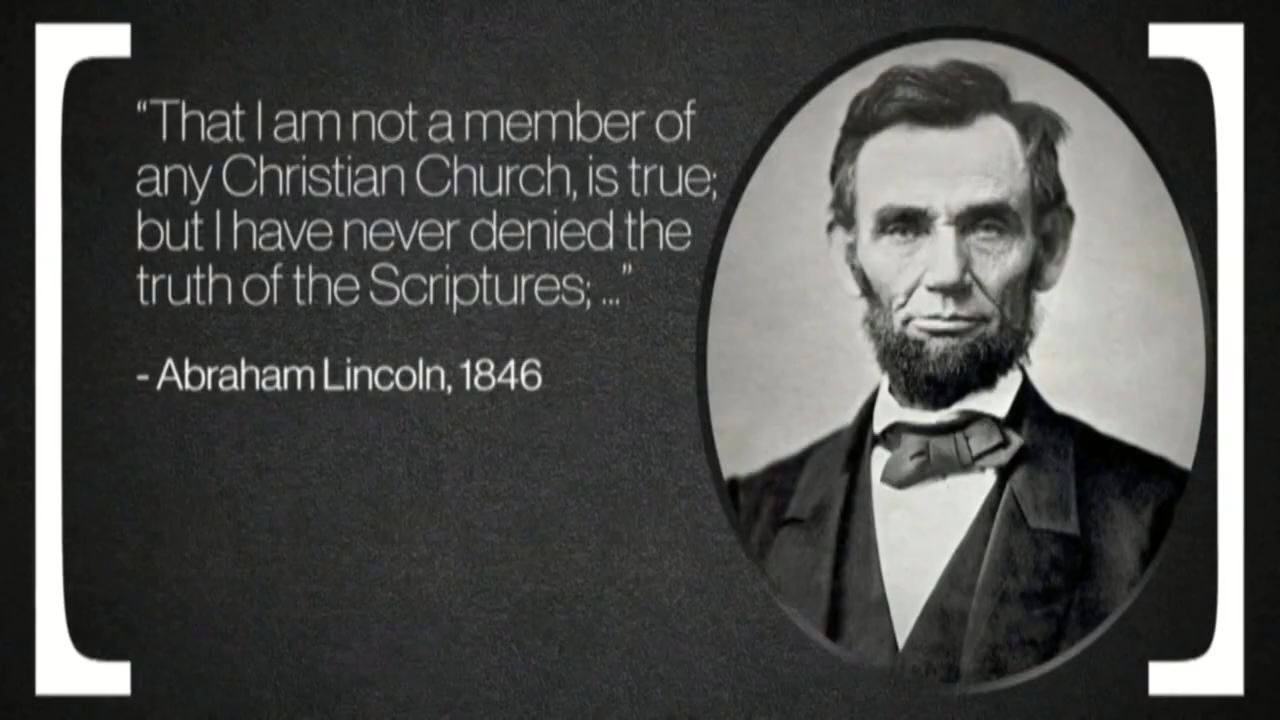 “That I am not a member of
any Christian Church, is true;
but I have never denied the
truth of the Scriptures; ...”
- Abraham Lincoln, 1846